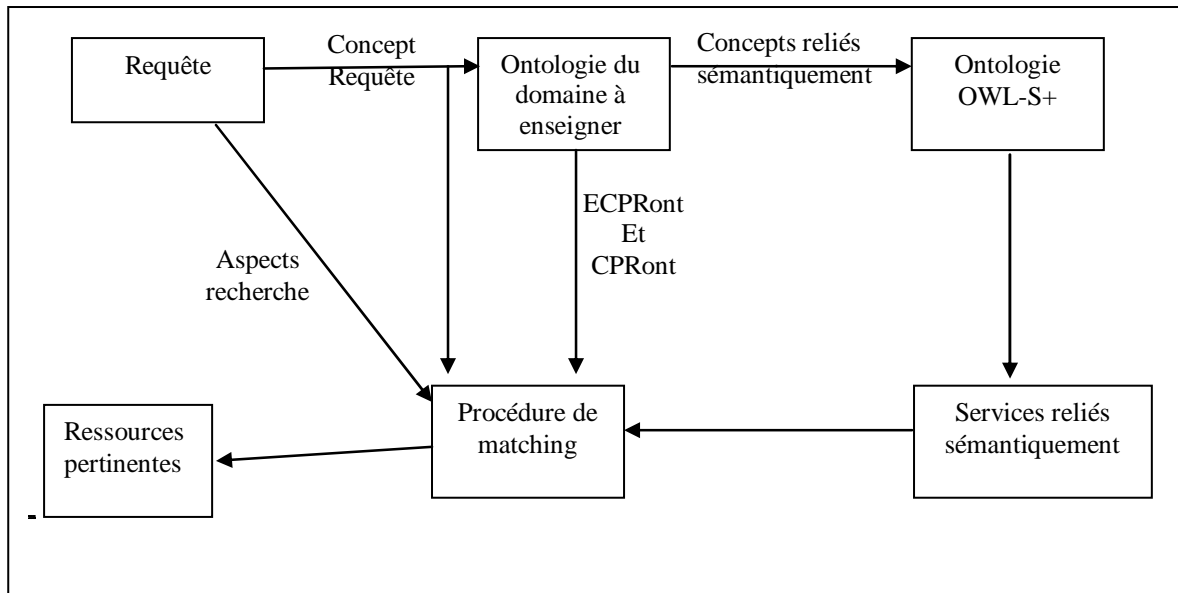 Requête
Concept
Requête
Ontologie du
domaine à
enseigner
Concepts reliés
sémantiquement
Ontologie
OWL-S+
ECPRont
Et
CPRont
Aspects
recherche
Ressources
pertinentes
Procédure de
matching
Services reliés
sémantiquement
-